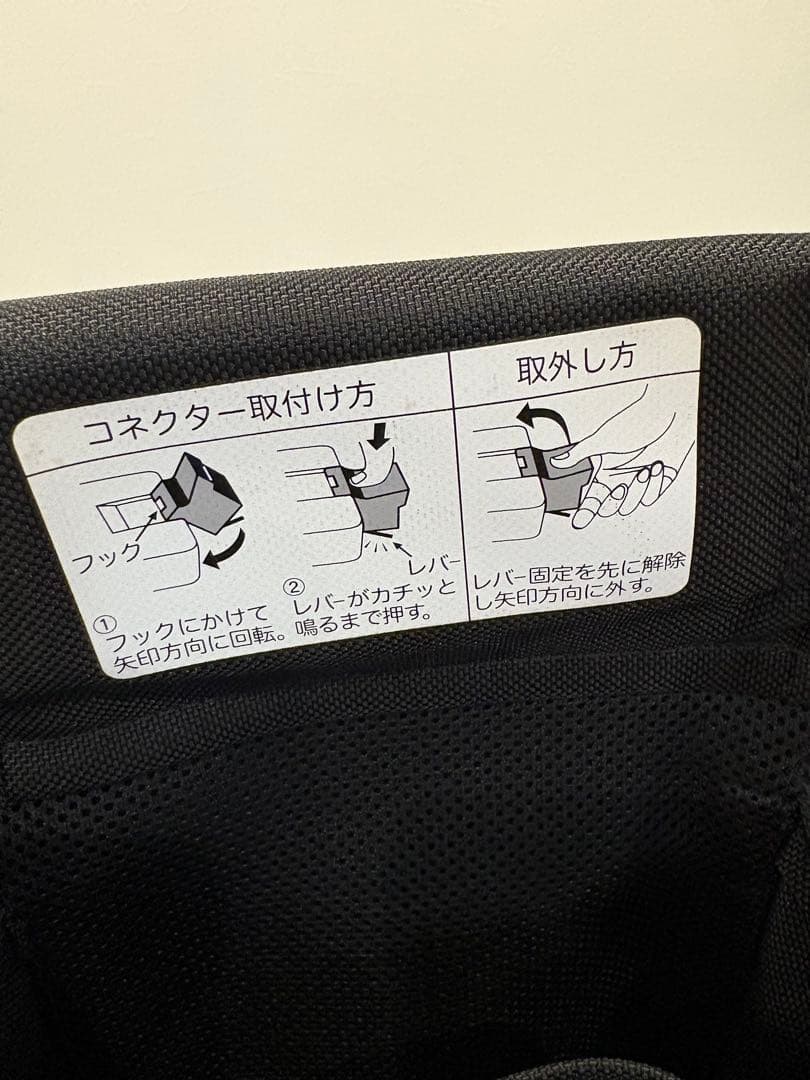 コネクター取付け方
取外し方
フック
①
フックにかけて
矢印方向に回転。
レバー
②
レバーがカチッと
鳴るまで押す。
レバー固定を先に解除
し矢印方向に外す。